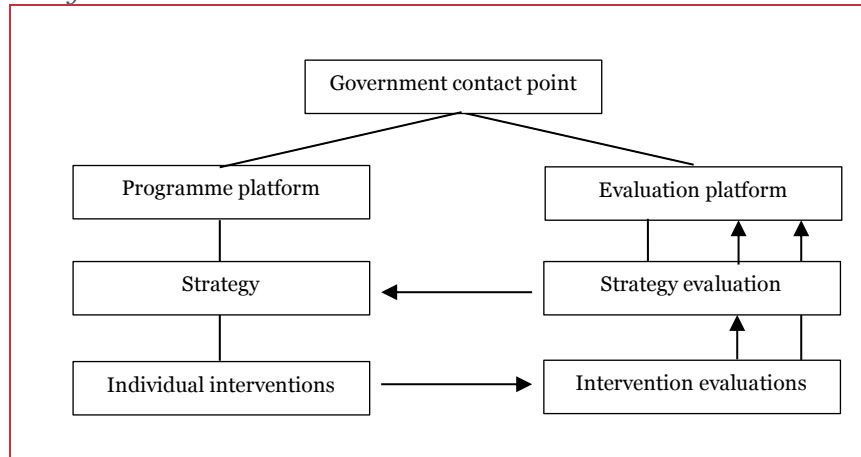 Government contact point
Programme platform
Evaluation platform
Strategy
Strategy evaluation
Individual interventions
Intervention evaluations